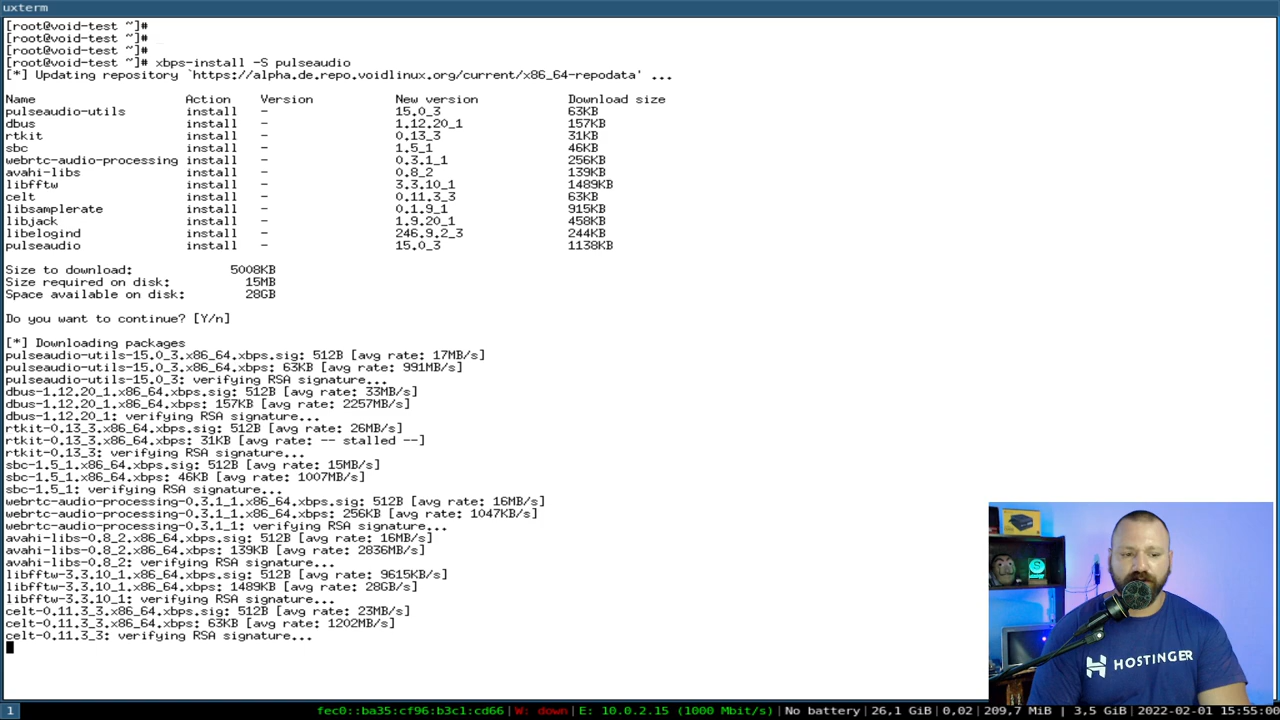 uxterm
[root@void-test ~]#
[root@void-test ~]#
[root@void-test ~]#
[root@void-test ~]# xbps-install -S pulseaudio
[*] Updating repository `https://alpha.de.repo.voidlinux.org/current/x86_64-repodata' ...
Name Action Version New version Download size
pulseaudio-utils install - 15.0_3 63KB
dbus install - 1.12.20_1 157KB
rtkit install - 0.13_3 31KB
sbc install - 1.5_1 46KB
webrtc-audio-processing install - 0.3.1_1 256KB
avahi-libs install - 0.8_2 139KB
libfftw install - 3.3.10_1 1489KB
celt install - 0.11.3_3 63KB
libsamplerate install - 0.1.9_1 915KB
libjack install - 1.9.20_1 458KB
libelogind install - 246.9.2_3 244KB
pulseaudio install - 15.0_3 1138KB
Size to download: 5008KB
Size required on disk: 15MB
Space available on disk: 28GB
Do you want to continue? [Y/n]
[*] Downloading packages
pulseaudio-utils-15.0_3.x86_64.xbps.sig: 512B [avg rate: 17MB/s]
pulseaudio-utils-15.0_3.x86_64.xbps: 63KB [avg rate: 991MB/s]
pulseaudio-utils-15.0_3: verifying RSA signature...
dbus-1.12.20_1.x86_64.xbps.sig: 512B [avg rate: 33MB/s]
dbus-1.12.20_1.x86_64.xbps: 157KB [avg rate: 2257MB/s]
dbus-1.12.20_1: verifying RSA signature...
rtkit-0.13_3.x86_64.xbps.sig: 512B [avg rate: 26MB/s]
rtkit-0.13_3.x86_64.xbps: 31KB [avg rate: -- stalled --]
rtkit-0.13_3: verifying RSA signature...
sbc-1.5_1.x86_64.xbps.sig: 512B [avg rate: 15MB/s]
sbc-1.5_1.x86_64.xbps: 46KB [avg rate: 1007MB/s]
sbc-1.5_1: verifying RSA signature...
webrtc-audio-processing-0.3.1_1.x86_64.xbps.sig: 512B [avg rate: 16MB/s]
webrtc-audio-processing-0.3.1_1.x86_64.xbps: 256KB [avg rate: 1047KB/s]
webrtc-audio-processing-0.3.1_1: verifying RSA signature...
avahi-libs-0.8_2.x86_64.xbps.sig: 512B [avg rate: 16MB/s]
avahi-libs-0.8_2.x86_64.xbps: 139KB [avg rate: 2836MB/s]
avahi-libs-0.8_2: verifying RSA signature...
libfftw-3.3.10_1.x86_64.xbps.sig: 512B [avg rate: 9615KB/s]
libfftw-3.3.10_1.x86_64.xbps: 1489KB [avg rate: 28GB/s]
libfftw-3.3.10_1: verifying RSA signature...
celt-0.11.3_3.x86_64.xbps.sig: 512B [avg rate: 23MB/s]
celt-0.11.3_3.x86_64.xbps: 63KB [avg rate: 1202MB/s]
celt-0.11.3_3: verifying RSA signature...
HOSTINGER
1 fec0::ba35:cf96:b3c1:cd66|W: down|E: 10.0.2.15 (1000 Mbit/s)|No battery|26,1 GiB|0,02|209,7 MiB | 3,5 GiB|2022-02-01 15:55:00